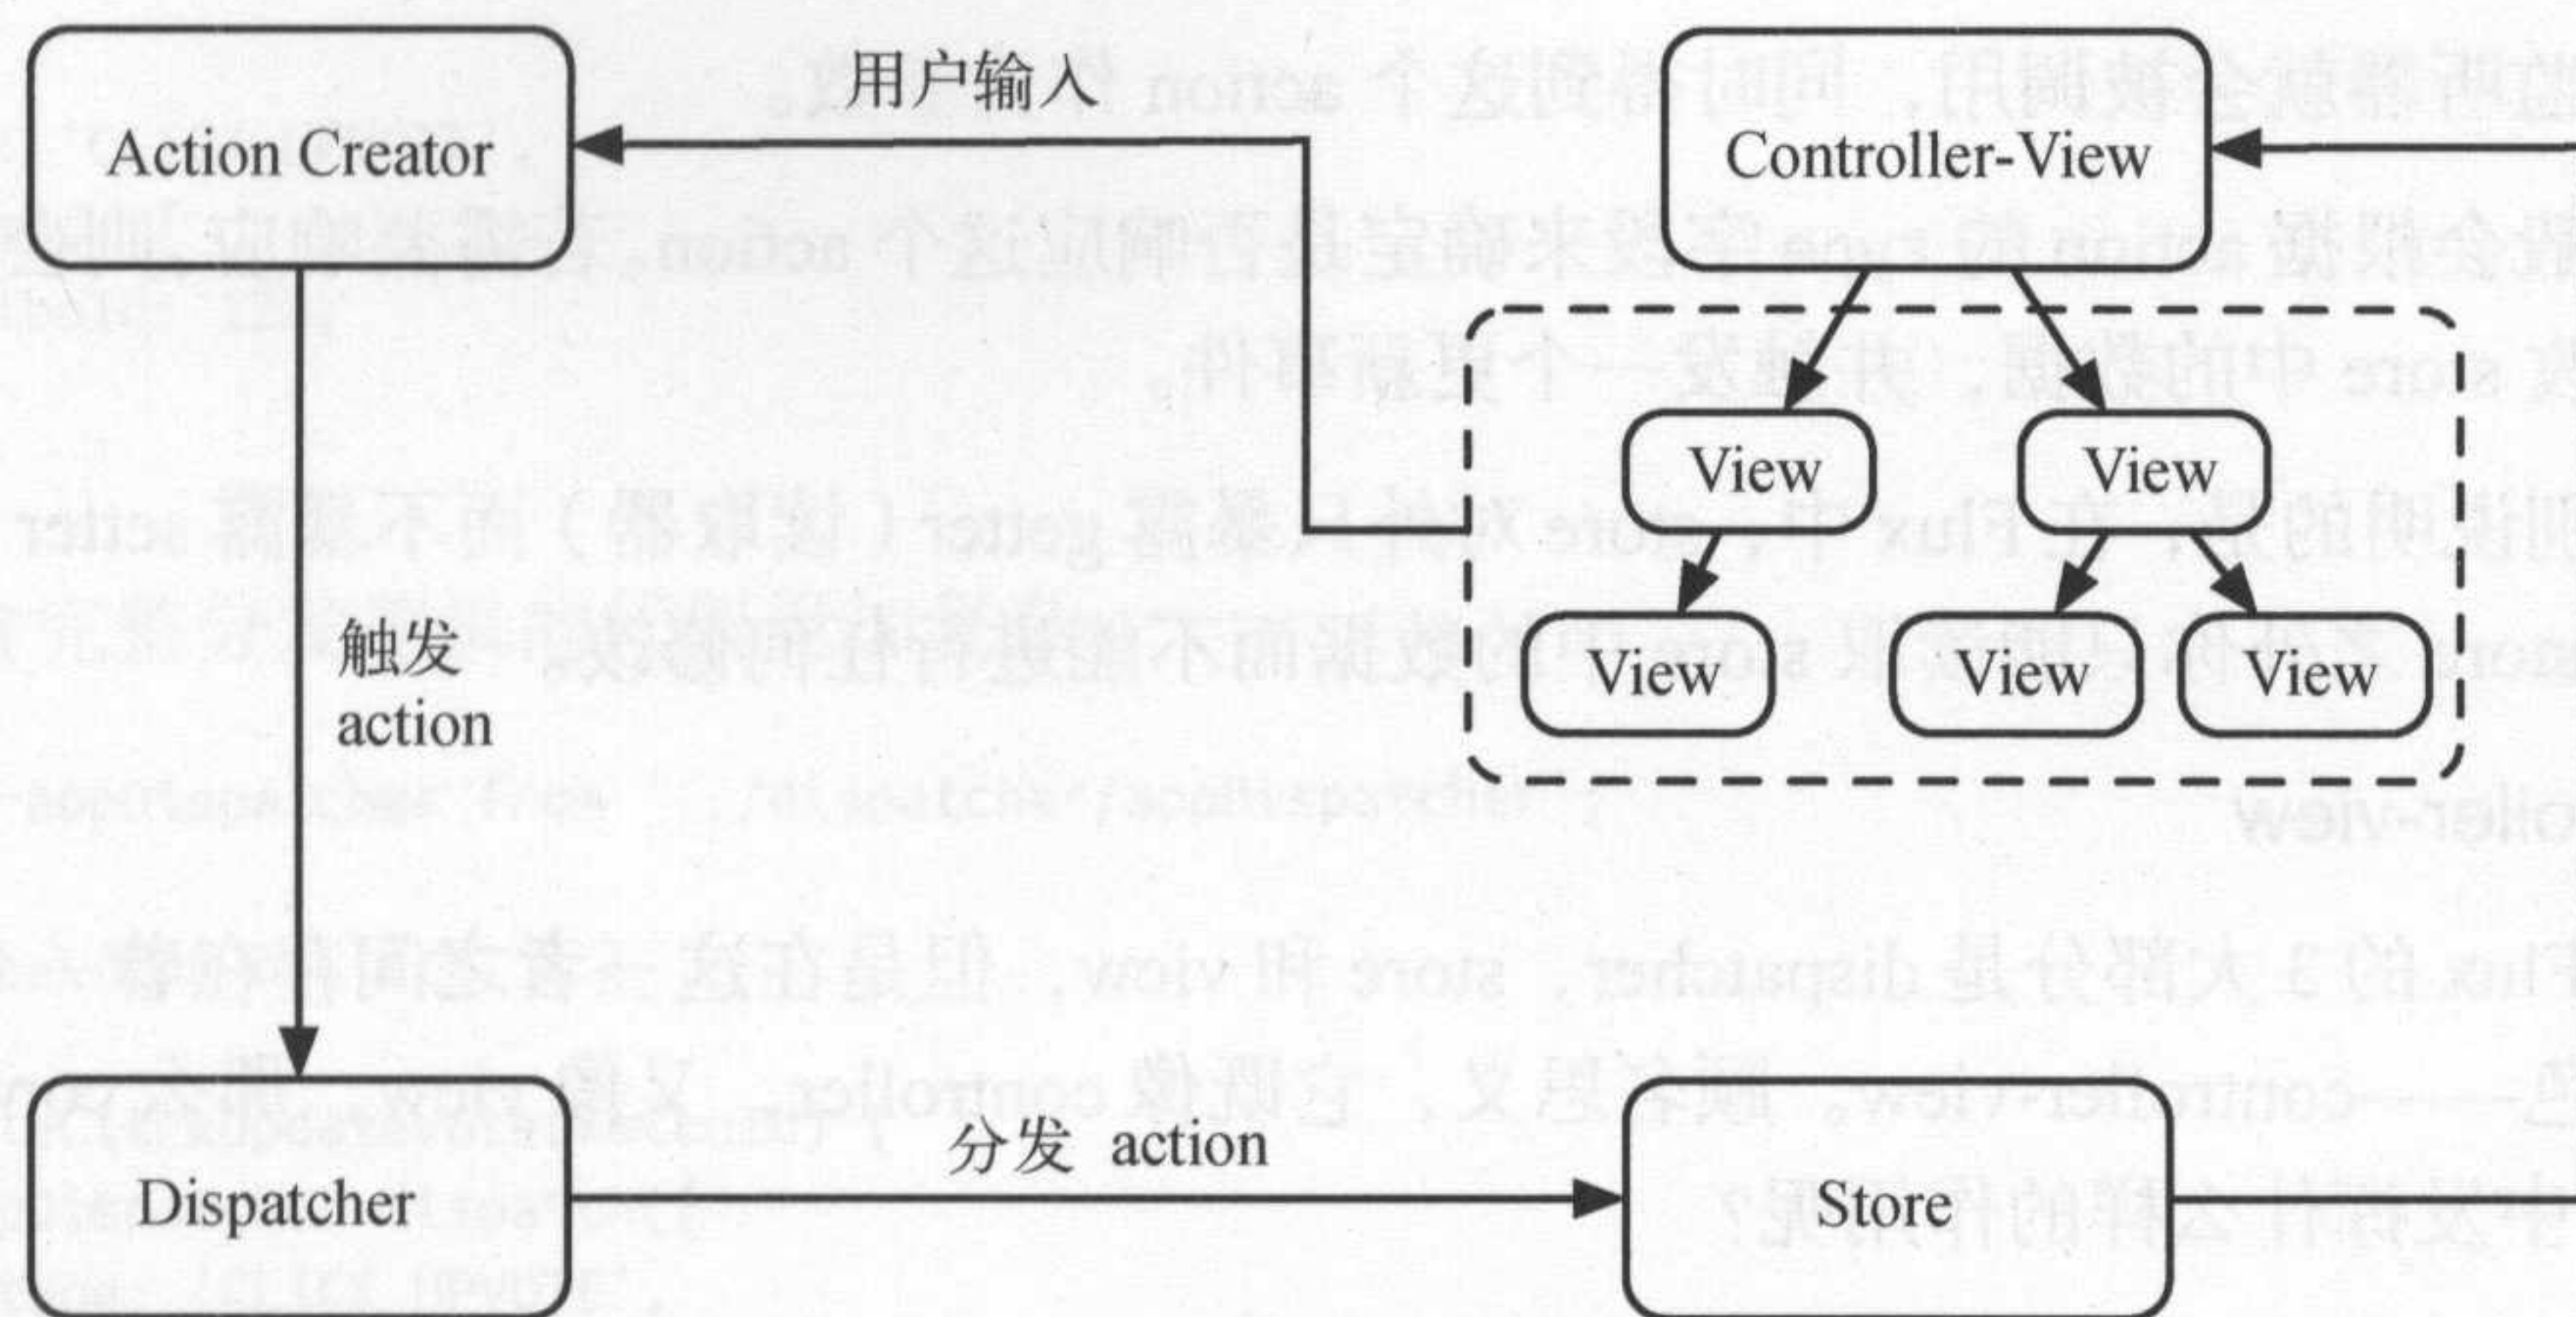 Action Creator
用户输入
Controller-View
View
View
View
View
View
触发
action
Dispatcher
分发 action
Store